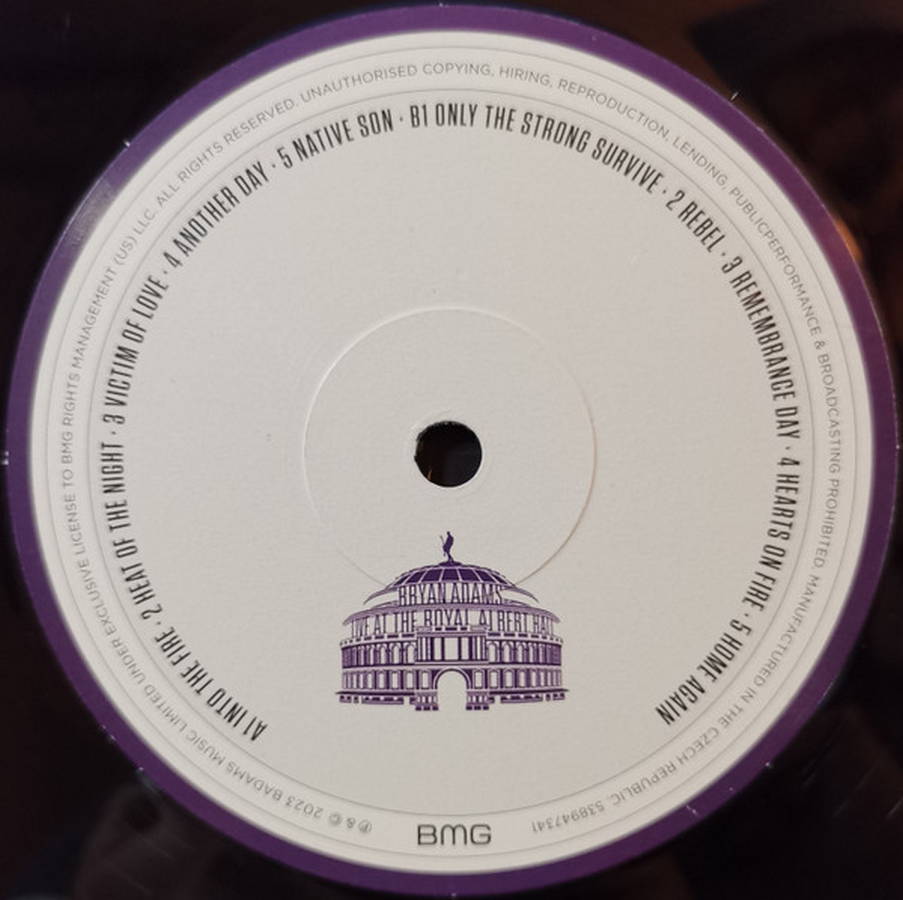 ℗ & © 2023 BADAMS MUSIC LIMITED UNDER EXCLUSIVE LICENSE TO BMG RIGHTS MANAGEMENT (US) LLC. ALL RIGHTS RESERVED. UNAUTHORISED COPYING, HIRING, REPRODUCTION, LENDING, PUBLICPERFORMANCE & BROADCASTING PROHIBITED. MANUFACTURED IN THE CZECH REPUBLIC. 538947341
A1 INTO THE FIRE · 2 HEAT OF THE NIGHT · 3 VICTIM OF LOVE · 4 ANOTHER DAY · 5 NATIVE SON · B1 ONLY THE STRONG SURVIVE · 2 REBEL · 3 REMEMBRANCE DAY · 4 HEARTS ON FIRE · 5 HOME AGAIN
BRYAN ADAMS
LIVE AT THE ROYAL ALBERT HALL
BMG